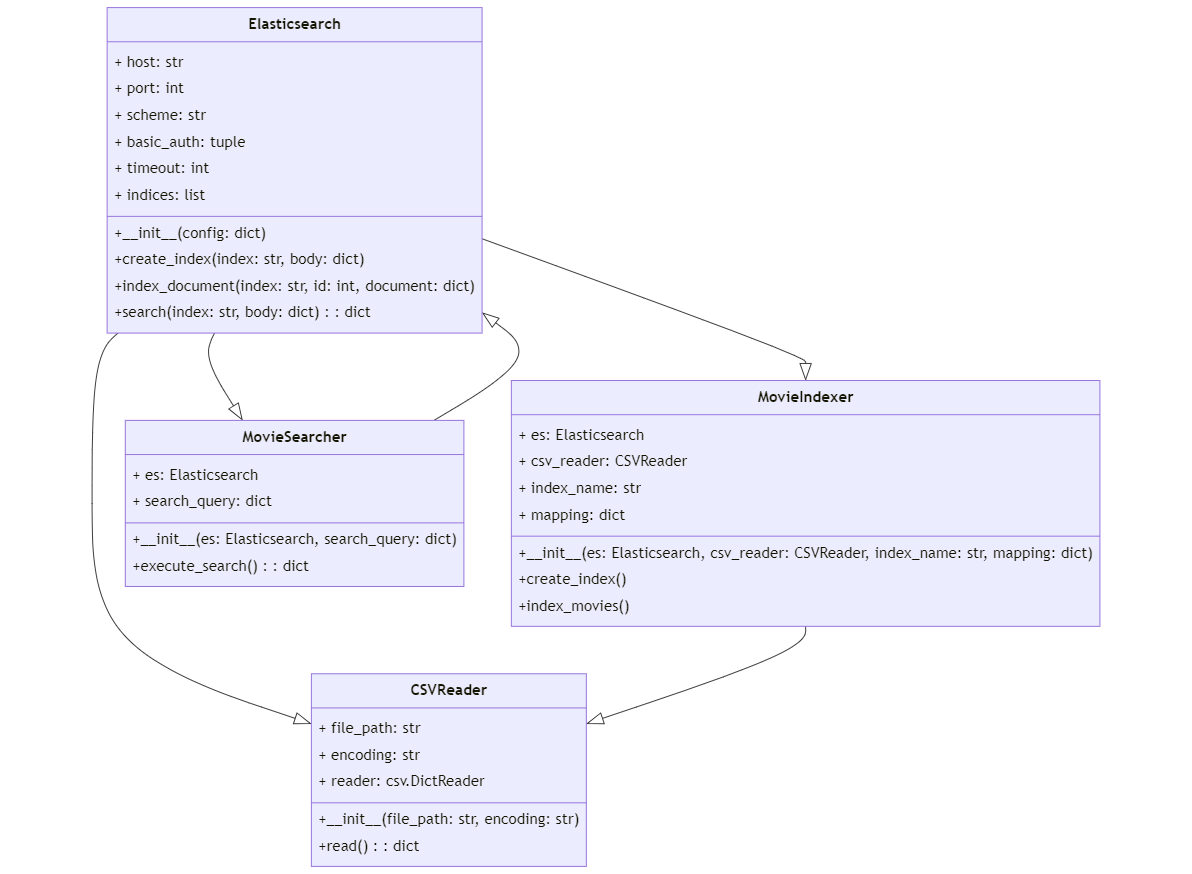 Elasticsearch
+ host: str
+ port: int
+ scheme: str
+ basic_auth: tuple
+ timeout: int
+ indices: list
+__init__(config: dict)
+create_index(index: str, body: dict)
+index_document(index: str, id: int, document: dict)
+search(index: str, body: dict) : : dict
MovieSearcher
+ es: Elasticsearch
+ search_query: dict
+__init__(es: Elasticsearch, search_query: dict)
+execute_search() : : dict
MovieIndexer
+ es: Elasticsearch
+ csv_reader: CSVReader
+ index_name: str
+ mapping: dict
+__init__(es: Elasticsearch, csv_reader: CSVReader, index_name: str, mapping: dict)
+create_index()
+index_movies()
CSVReader
+ file_path: str
+ encoding: str
+ reader: csv.DictReader
+__init__(file_path: str, encoding: str)
+read() : : dict